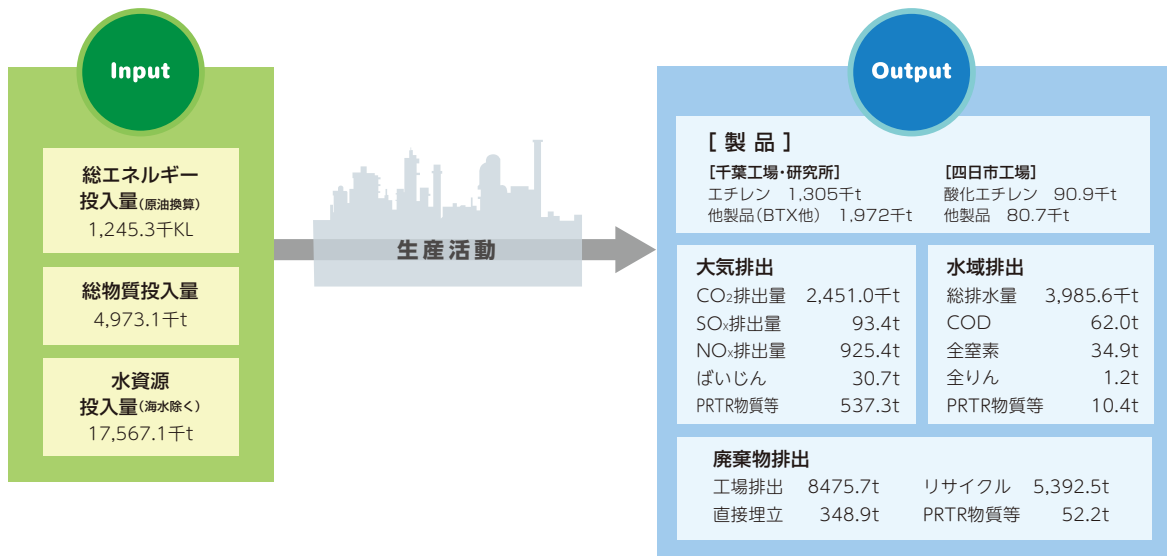 Input
総エネルギー
投入量(原油換算)
1,245.3千KL
総物質投入量
4,973.1千t
水資源
投入量(海水除く)
17,567.1千t
生産活動
Output
[ 製 品 ]
[千葉工場・研究所]
エチレン 1,305千t
他製品(BTX他) 1,972千t
[四日市工場]
酸化エチレン 90.9千t
他製品 80.7千t
大気排出
CO₂排出量 2,451.0千t
SOx排出量 93.4t
NOx排出量 925.4t
ばいじん 30.7t
PRTR物質等 537.3t
水域排出
総排水量 3,985.6千t
COD 62.0t
全窒素 34.9t
全りん 1.2t
PRTR物質等 10.4t
廃棄物排出
工場排出 8475.7t リサイクル 5,392.5t
直接埋立 348.9t PRTR物質等 52.2t